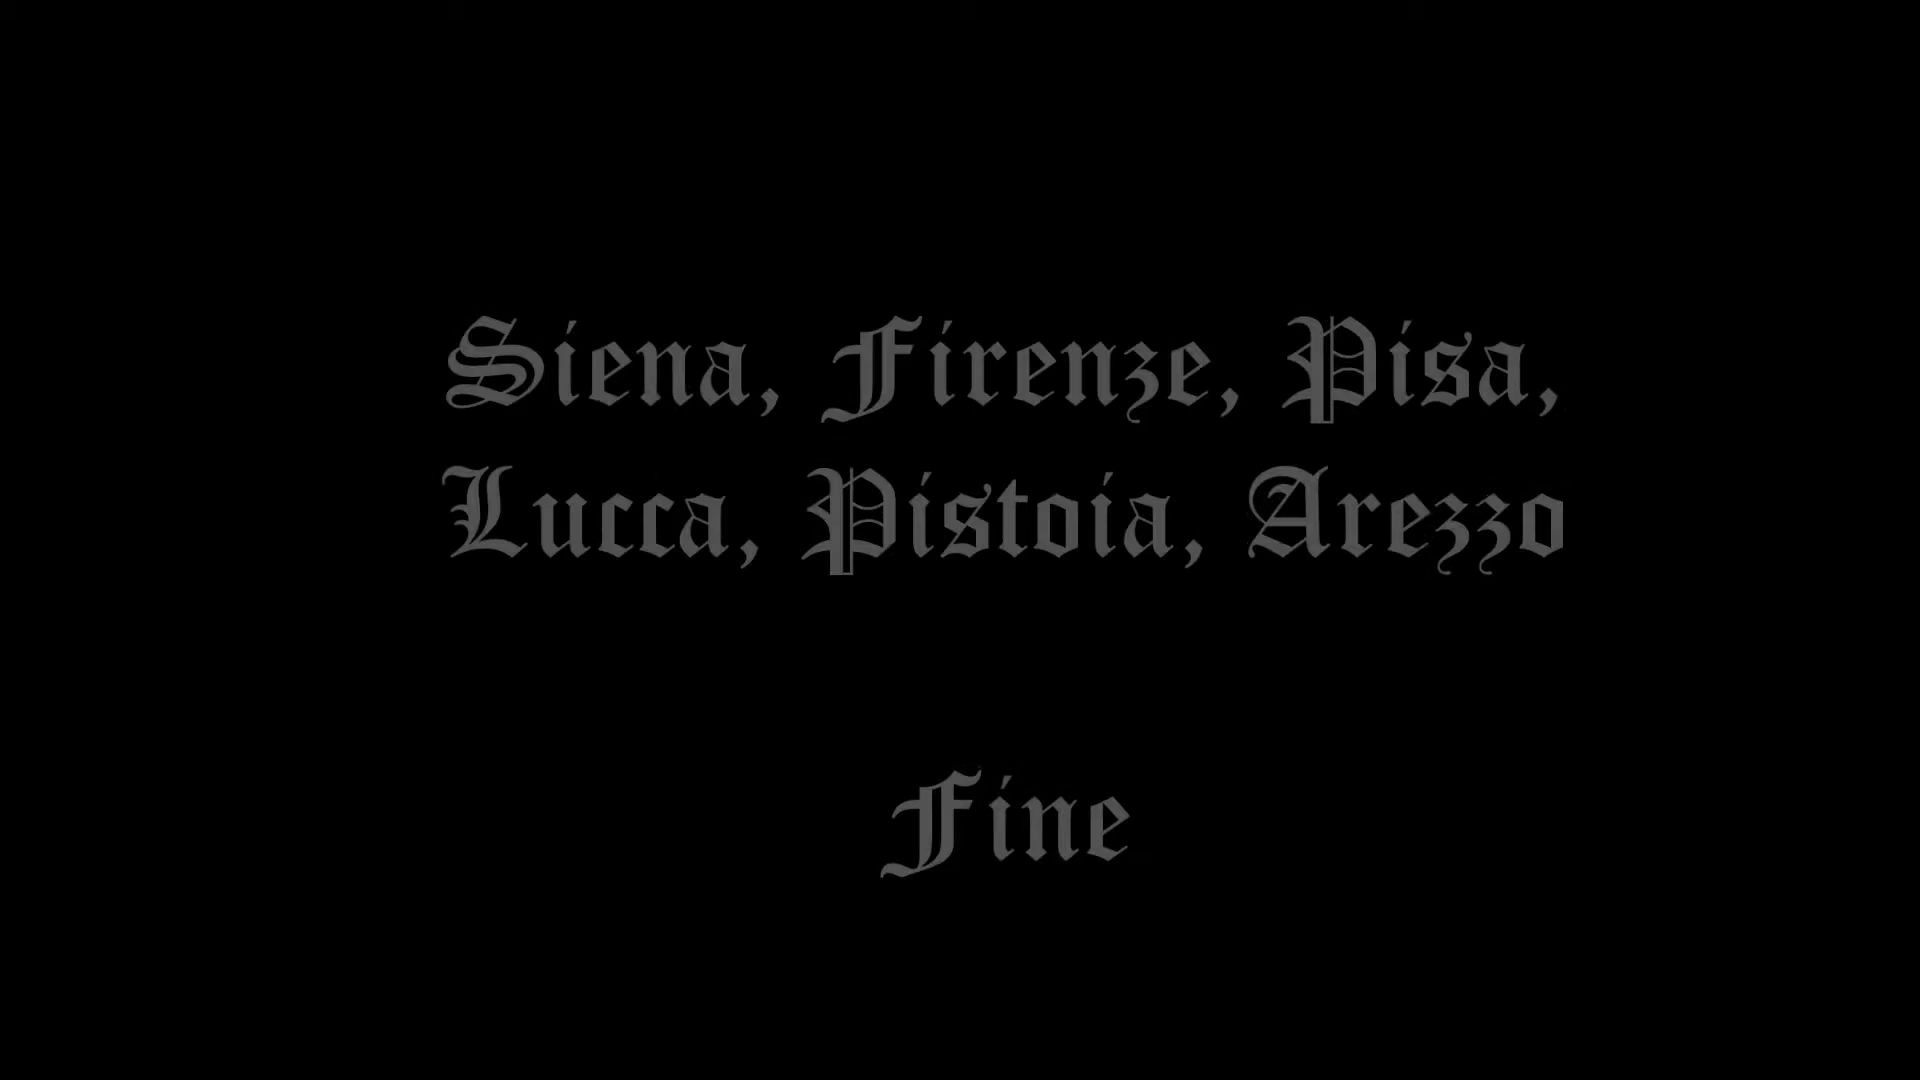 Siena, Firenze, Pisa,
Lucca, Pistoia, Arezzo
Fine